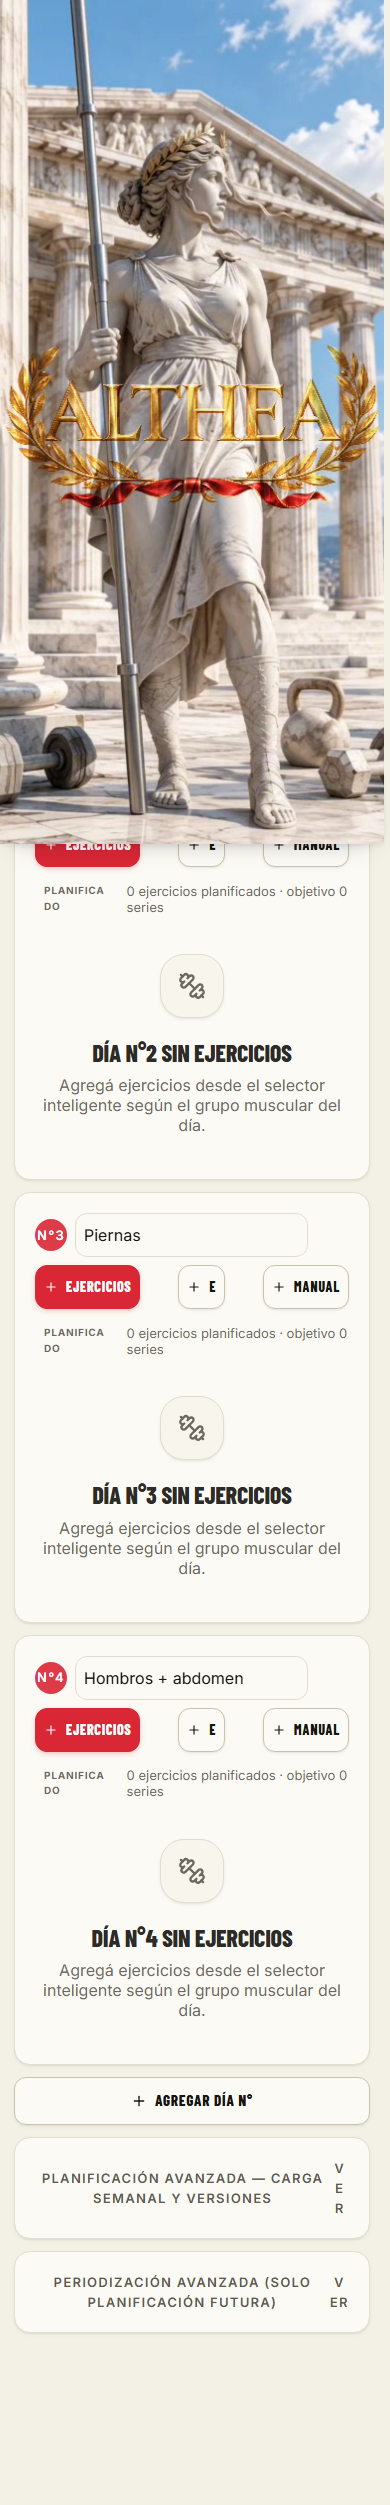 ALTHEA
+ EJERCICIOS + E + MANUAL
PLANIFICA
DO
0 ejercicios planificados · objetivo 0
series
DÍA N°2 SIN EJERCICIOS
Agregá ejercicios desde el selector
inteligente según el grupo muscular del
día.
N°3 Piernas
+ EJERCICIOS + E + MANUAL
PLANIFICA
DO
0 ejercicios planificados · objetivo 0
series
DÍA N°3 SIN EJERCICIOS
Agregá ejercicios desde el selector
inteligente según el grupo muscular del
día.
N°4 Hombros + abdomen
+ EJERCICIOS + E + MANUAL
PLANIFICA
DO
0 ejercicios planificados · objetivo 0
series
DÍA N°4 SIN EJERCICIOS
Agregá ejercicios desde el selector
inteligente según el grupo muscular del
día.
+ AGREGAR DÍA N°
PLANIFICACIÓN AVANZADA — CARGA
SEMANAL Y VERSIONES
V
E
R
PERIODIZACIÓN AVANZADA (SOLO
PLANIFICACIÓN FUTURA)
V
ER